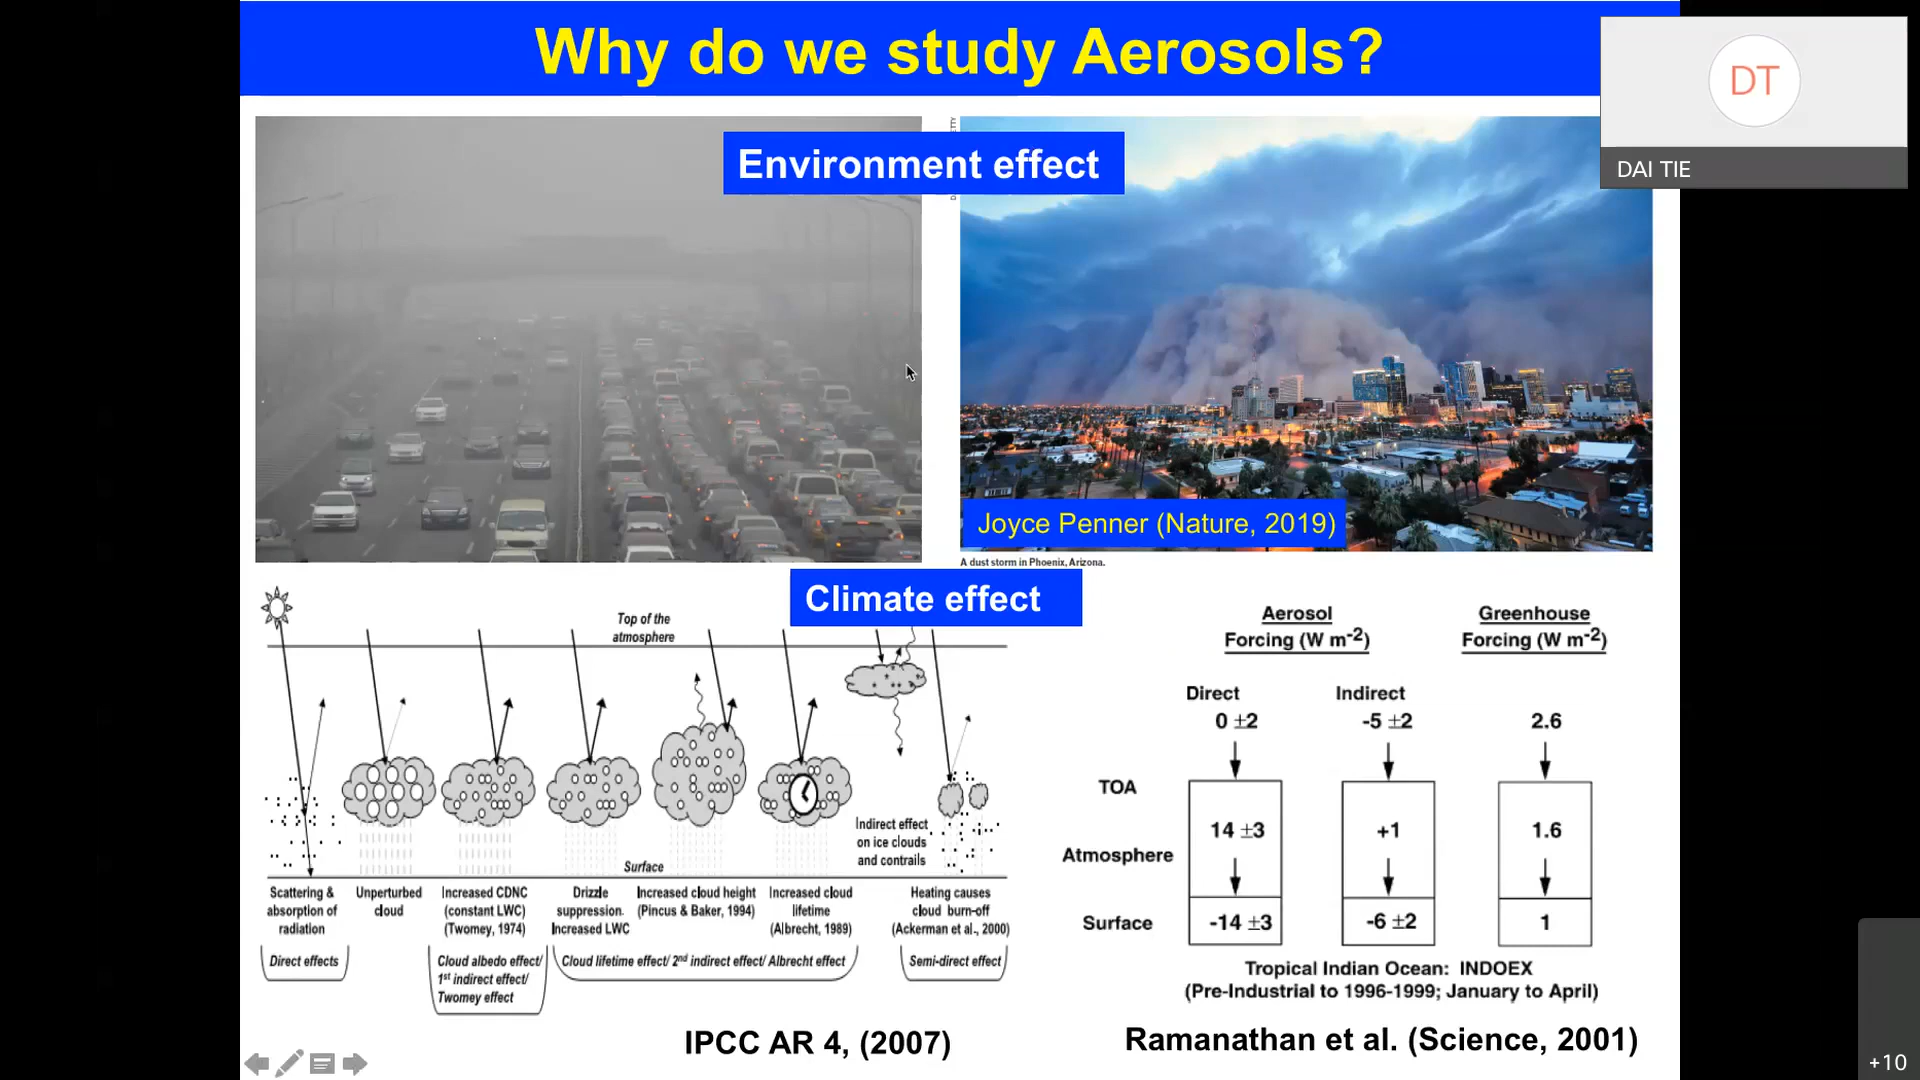 Why do we study Aerosols?
DT
DAI TIE
Environment effect
Joyce Penner (Nature, 2019)
A dust storm in Phoenix, Arizona.
Climate effect
Top of the
atmosphere
Indirect effect
on ice clouds
and contrails
Surface
Scattering &
absorption of
radiation
Unperturbed
cloud
Increased CDNC
(constant LWC)
(Twomey, 1974)
Drizzle
suppression.
Increased LWC
Increased cloud height
(Pincus & Baker, 1994)
Increased cloud
lifetime
(Albrecht, 1989)
Heating causes
cloud burn-off
(Ackerman et al., 2000)
Direct effects
Cloud albedo effect/
1st indirect effect/
Twomey effect
Cloud lifetime effect/ 2nd indirect effect/ Albrecht effect
Semi-direct effect
IPCC AR 4, (2007)
Aerosol
Forcing (W m-2)
Greenhouse
Forcing (W m-2)
Direct
Indirect
0 ±2
-5 ±2
2.6
TOA
14 ±3
+1
1.6
Atmosphere
Surface
-14 ±3
-6 ±2
1
Tropical Indian Ocean: INDOEX
(Pre-Industrial to 1996-1999; January to April)
Ramanathan et al. (Science, 2001)
+10